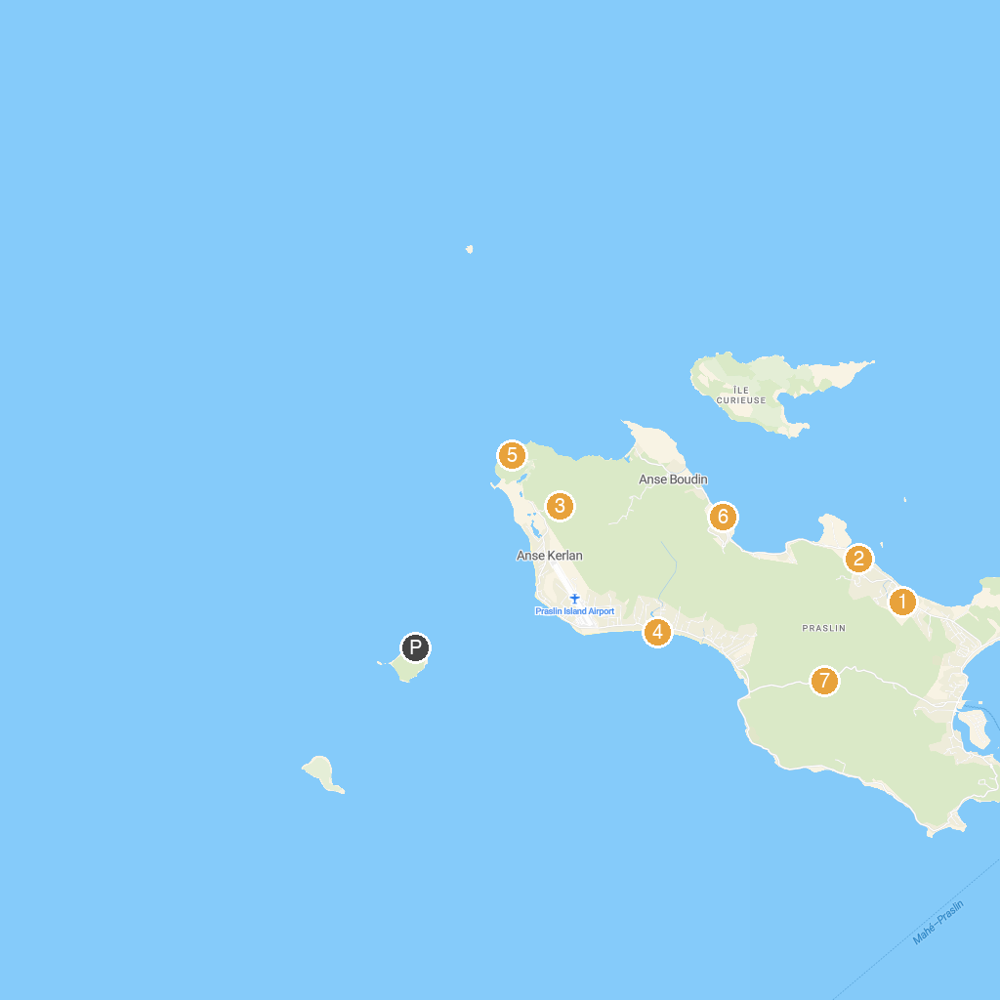 ÎLE
CURIEUSE
5
Anse Boudin
3
6
Anse Kerlan
2
Praslin Island Airport
1
PRASLIN
4
P
7
Mahé–Praslin